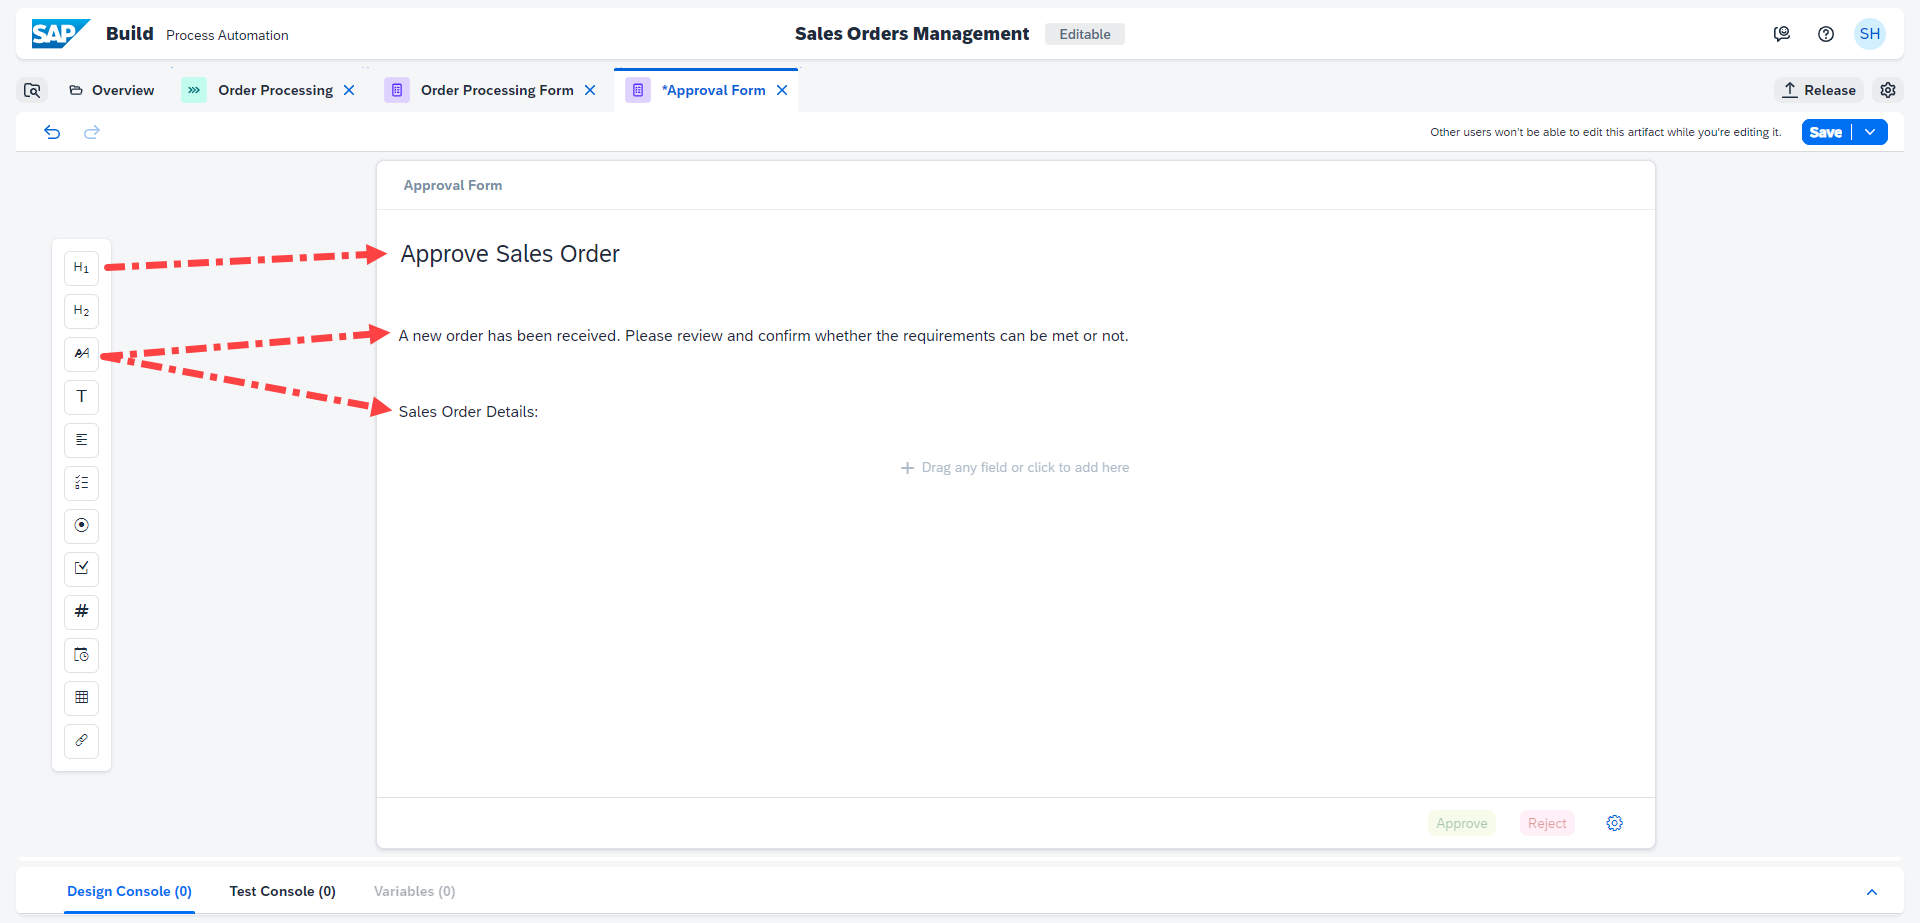 SAP Build Process Automation
Sales Orders Management Editable
SH
Overview
Order Processing
Order Processing Form
*Approval Form
Release
Other users won't be able to edit this artifact while you're editing it.
Save
Approval Form
H1
Approve Sales Order
H2
A new order has been received. Please review and confirm whether the requirements can be met or not.
AA
T
Sales Order Details:
Drag any field or click to add here
#
Approve
Reject
Design Console (0)
Test Console (0)
Variables (0)